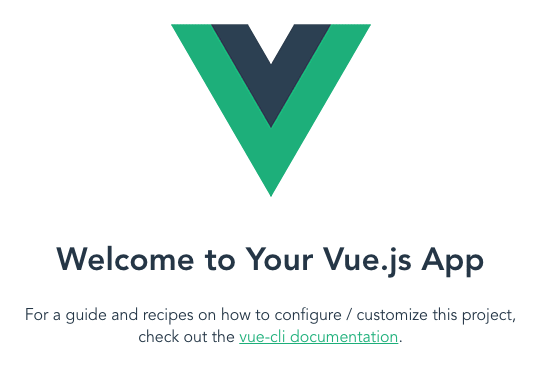 Welcome to Your Vue.js App
For a guide and recipes on how to configure / customize this project,
check out the vue-cli documentation.